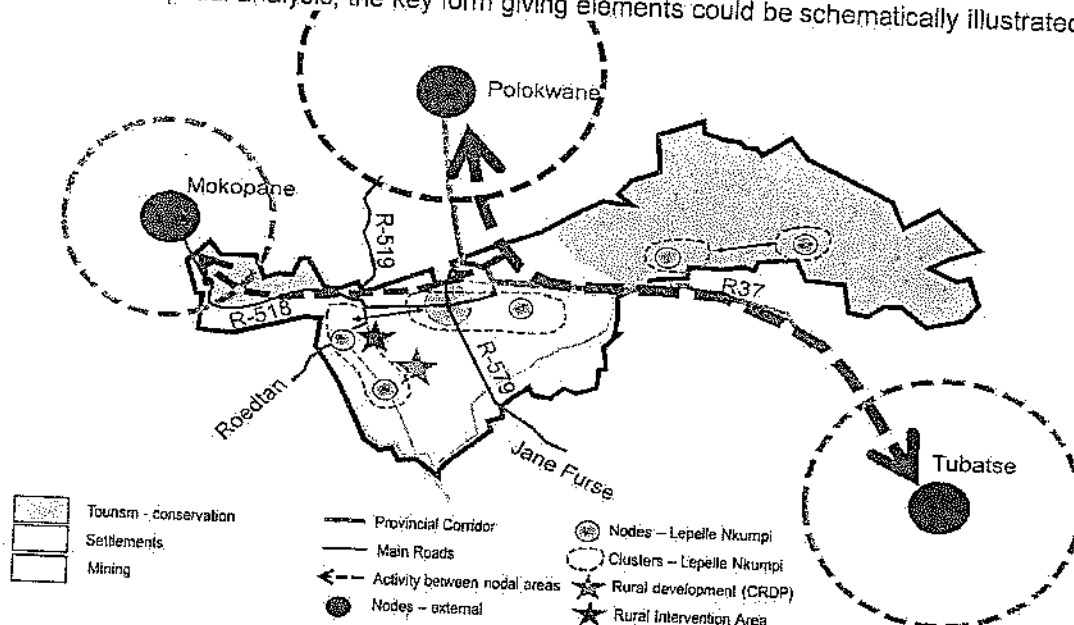 analysis, the key form giving elements could be schematically illustrated
Polokwane
Mokopane
R-519
R-518
R37
R-579
Roedtan
Jane Furse
Tubatse
Tourism - conservation
Settlements
Mining
Provincial Corridor
Main Roads
Activity between nodal areas
Nodes – external
Nodes – Lepelle Nkumpi
Clusters – Lepelle Nkumpi
Rural development (CRDP)
Rural Intervention Area